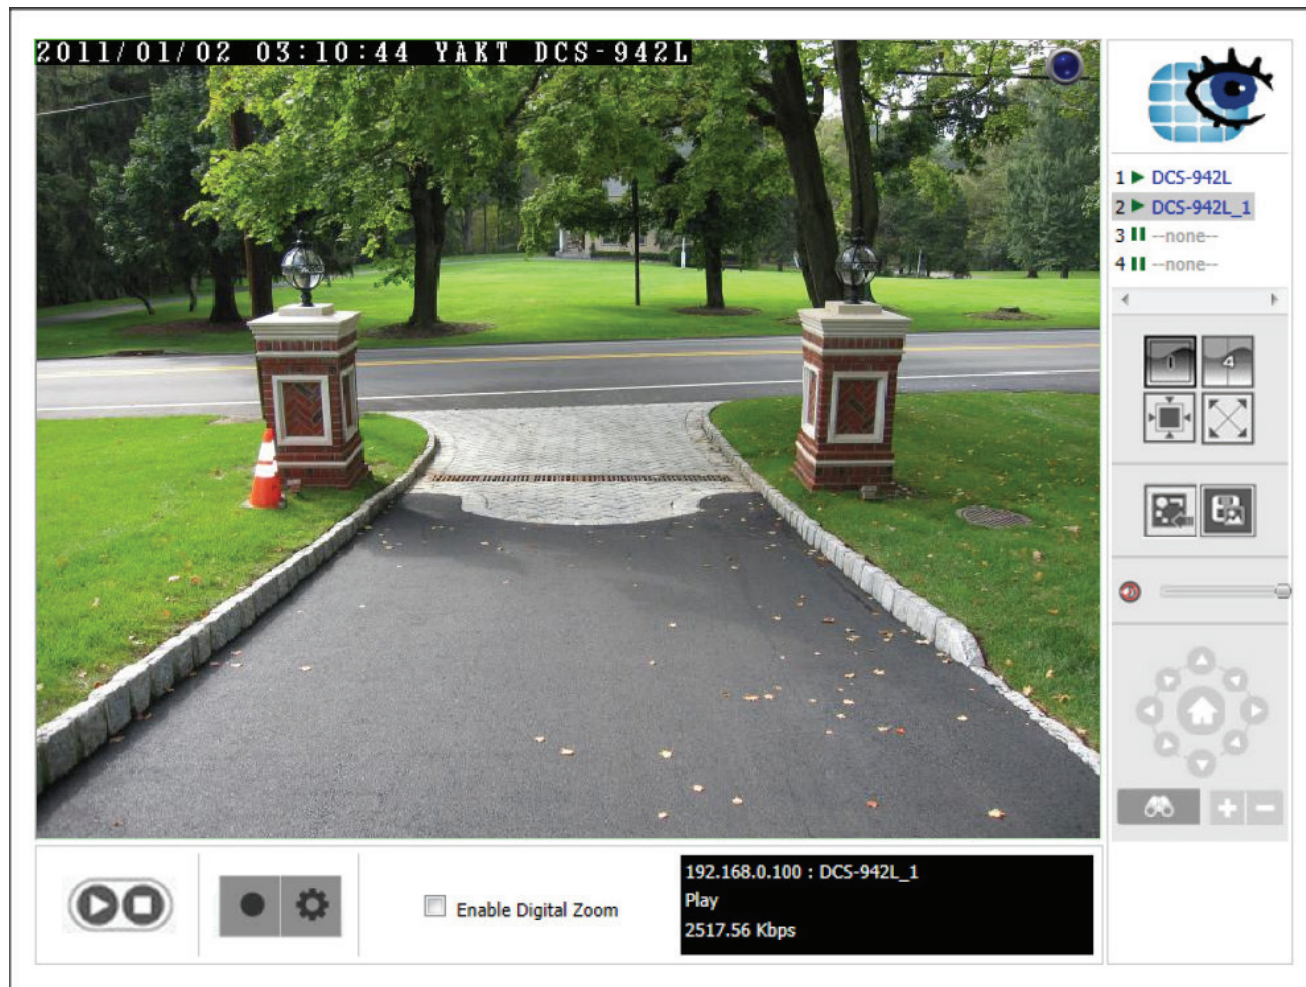 2011/01/02 03:10:44 YAKT DCS-942L
1 DCS-942L
2 DCS-942L_1
3 --none--
4 --none--
1 4
Enable Digital Zoom
192.168.0.100 : DCS-942L_1
Play
2517.56 Kbps